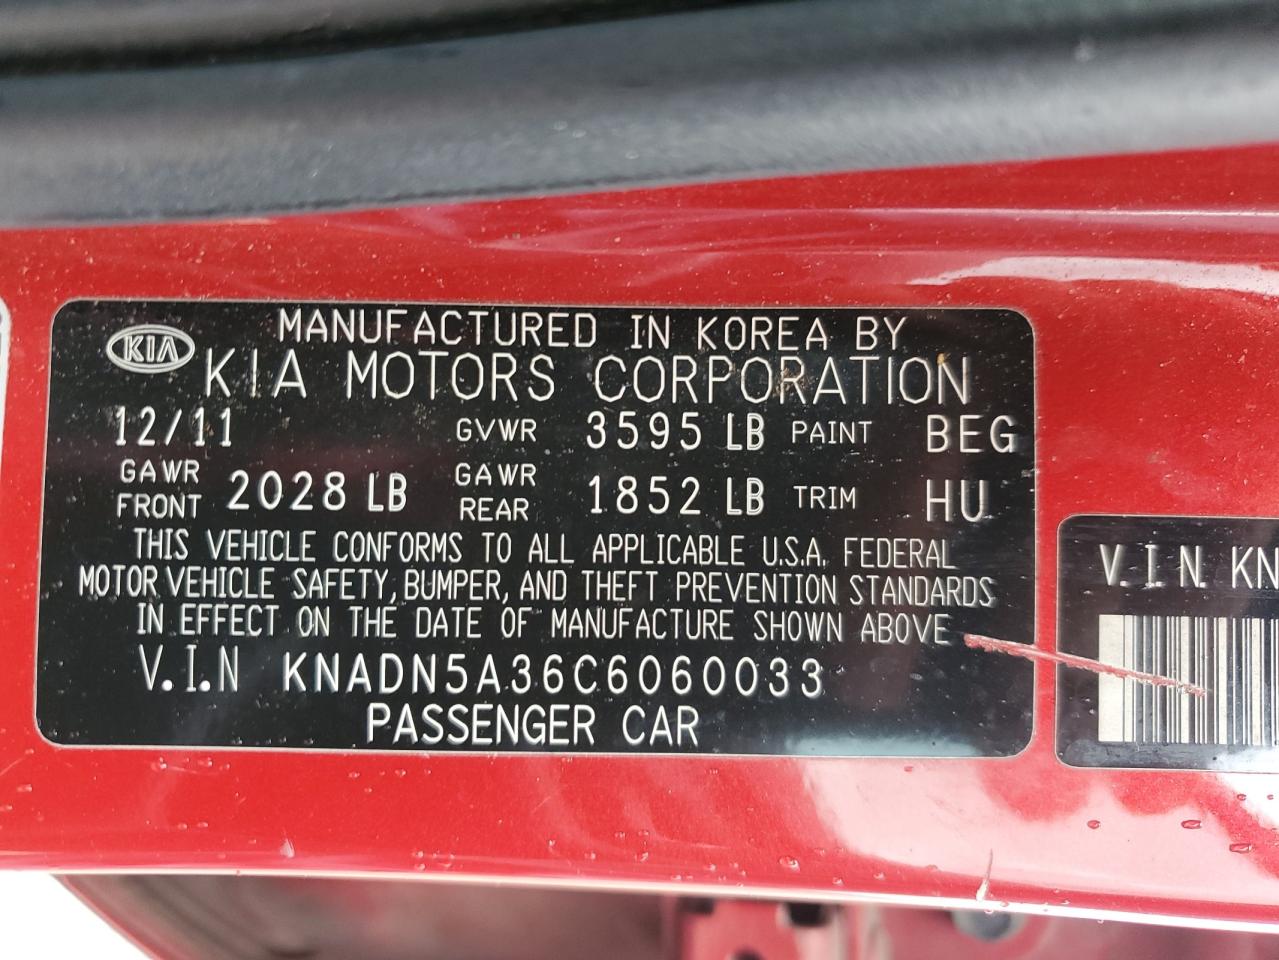 MANUFACTURED IN KOREA BY
KIA KIA MOTORS CORPORATION
12/11 GVWR 3595 LB PAINT BEG
GAWR FRONT 2028 LB GAWR REAR 1852 LB TRIM HU
THIS VEHICLE CONFORMS TO ALL APPLICABLE U.S.A. FEDERAL
MOTOR VEHICLE SAFETY, BUMPER, AND THEFT PREVENTION STANDARDS
IN EFFECT ON THE DATE OF MANUFACTURE SHOWN ABOVE
V.I.N KNADN5A36C6060033
PASSENGER CAR
V.I.N. KN